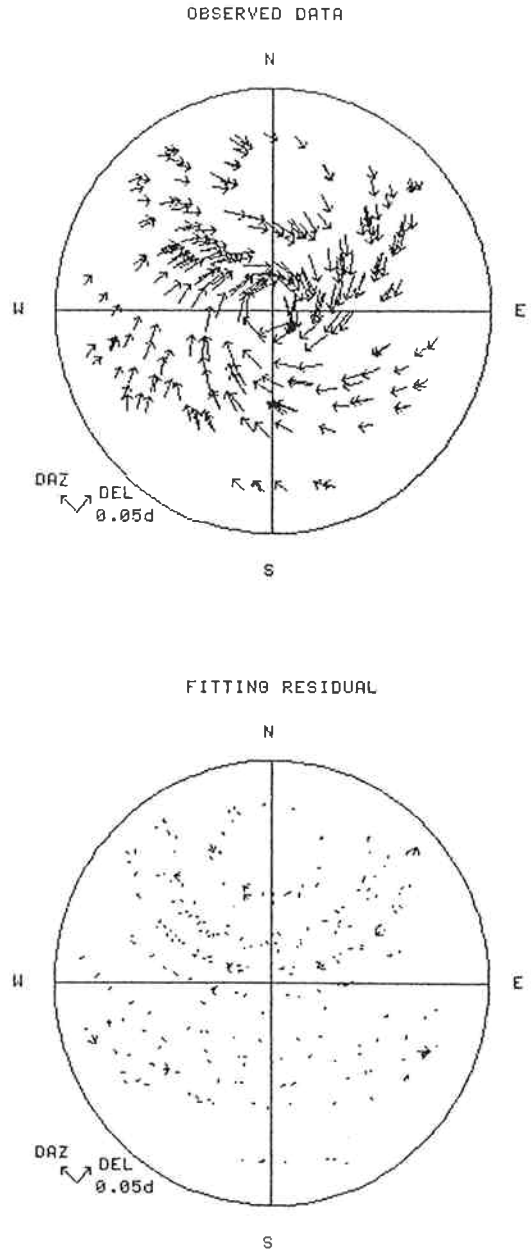 OBSERVED DATA
N
W
E
DAZ
DEL
0.05d
S
FITTING RESIDUAL
N
W
E
DAZ
DEL
0.05d
S